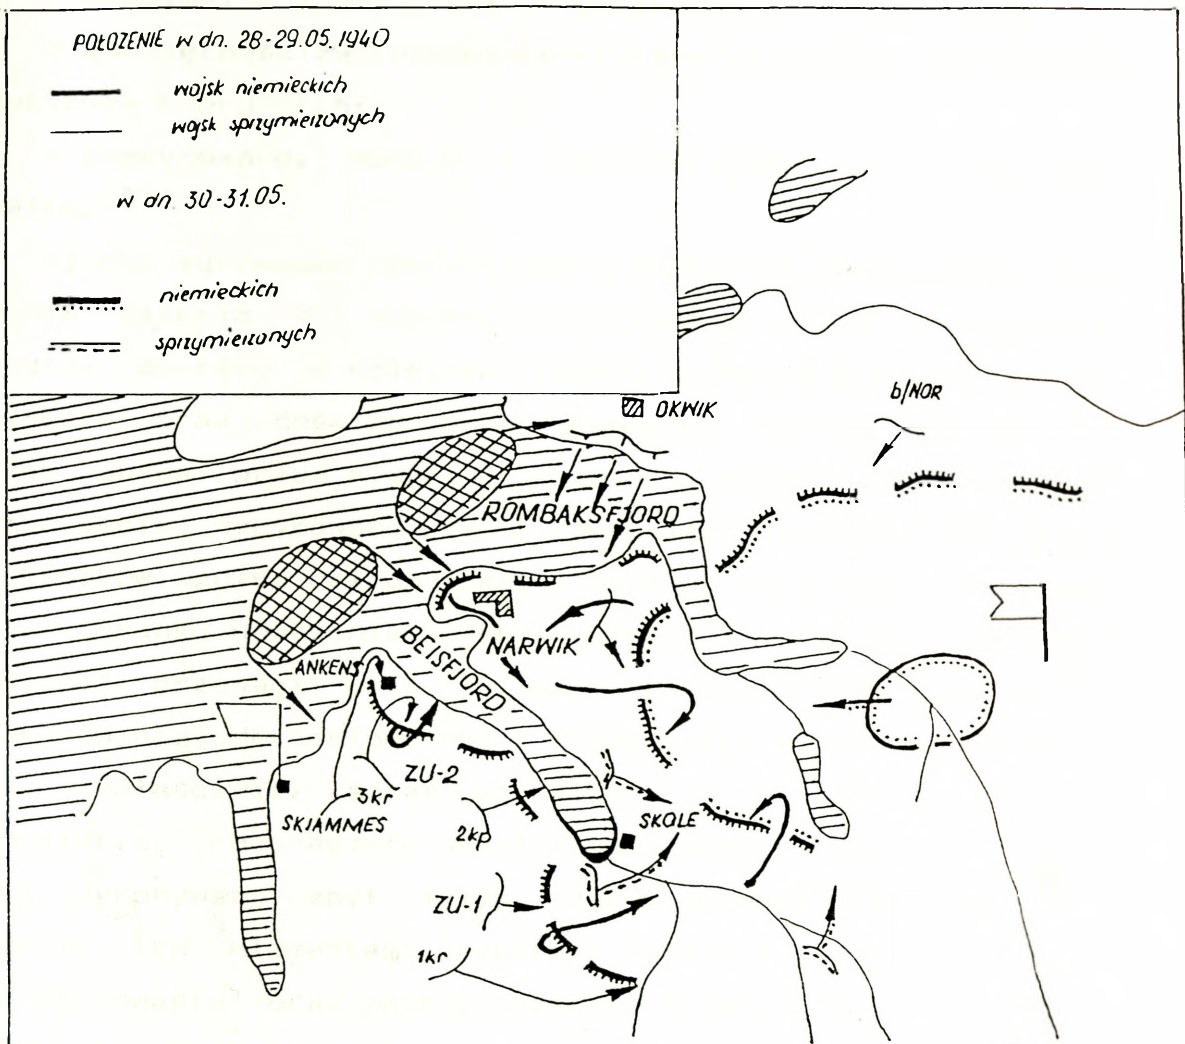 POŁOŻENIE w dn. 28-29.05.1940
wojsk niemieckich
wojsk sprzymierzonych
w dn. 30-31.05.
niemieckich
sprzymierzonych
b/NOR
OKWIK
ROMBAKSFJORD
NARWIK
BEISFJORD
ANKENS
ZU-2
3kr
SKJAMMES
2kp
SKOLE
ZU-1
1kr